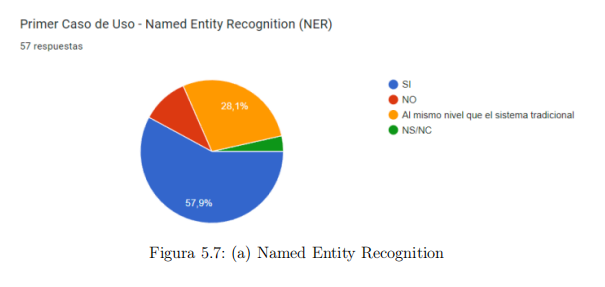 Primer Caso de Uso - Named Entity Recognition (NER)
57 respuestas
SI
NO
Al mismo nivel que el sistema tradicional
NS/NC
28,1%
57,9%
Figura 5.7: (a) Named Entity Recognition